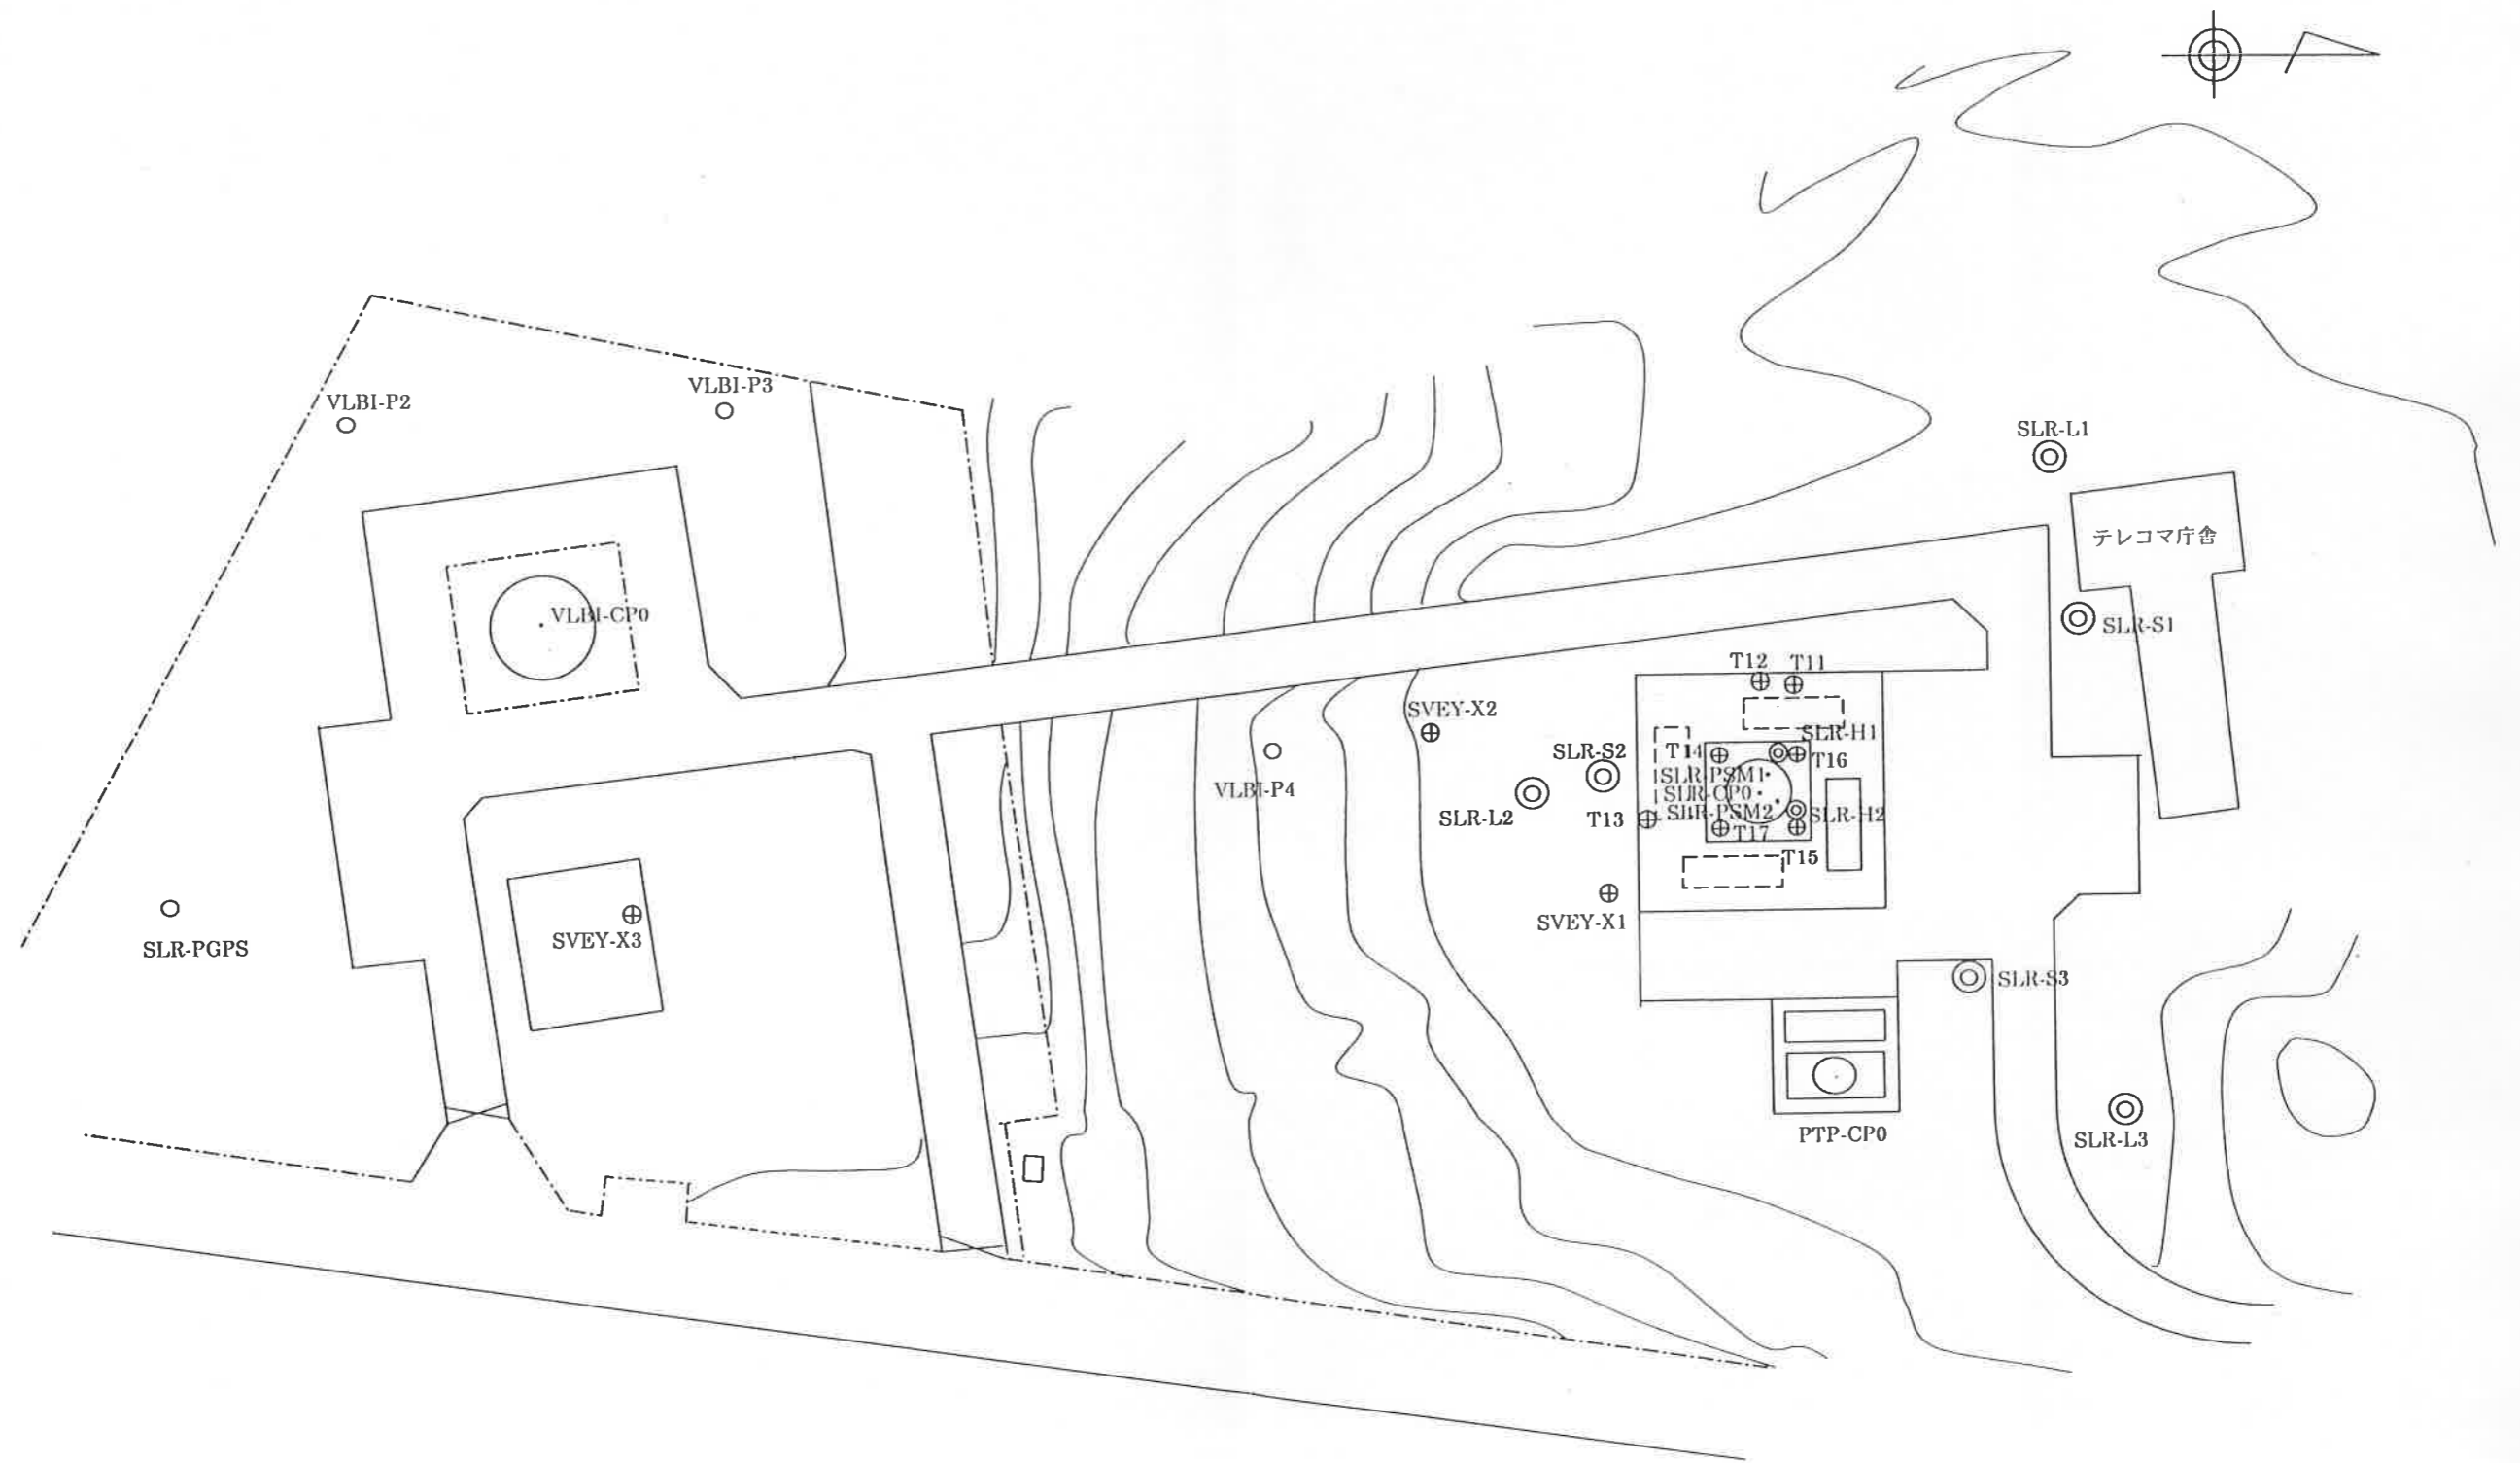 VLBI-P3
VLBI-P2
SLR-L1
テレコマ庁舎
VLBI-CP0
SLR-S1
T12
T11
SVEY-X2
SLR-H1
SLR-S2
T14
T16
SLR-PSM1
VLBI-P4
SLR-CP0
SLR-L2
T13
SLR-PSM2
SLR-H2
T17
T15
SVEY-X1
SVEY-X3
SLR-PGPS
SLR-S3
PTP-CP0
SLR-L3